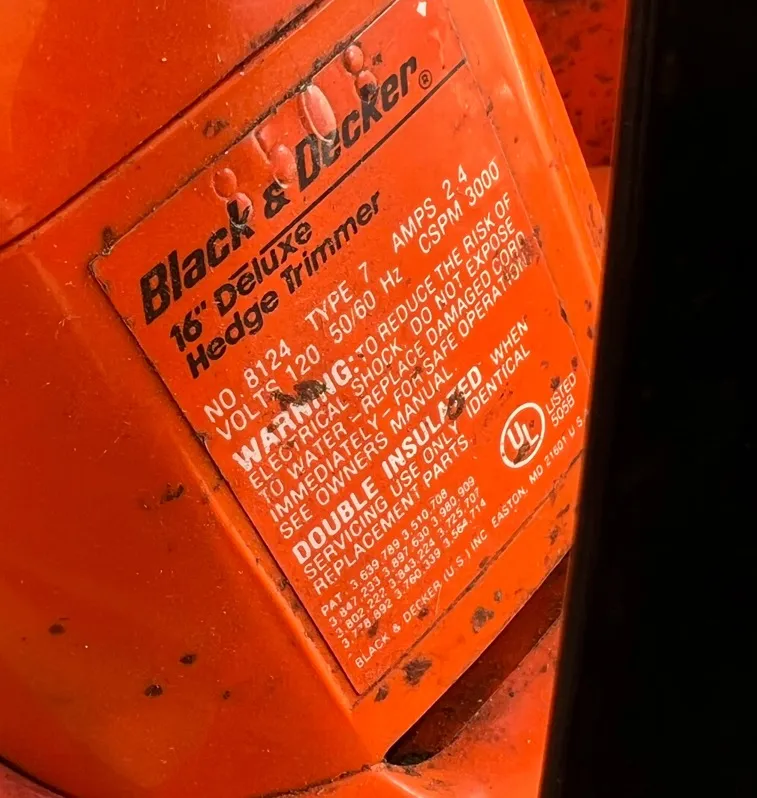 8508
Black & Decker®
16" Deluxe
Hedge Trimmer
NO. 8124 TYPE 7 AMPS 2.4
VOLTS 120 50/60 Hz CSPM 3000
WARNING: TO REDUCE THE RISK OF
ELECTRICAL SHOCK - DO NOT EXPOSE
TO WATER - REPLACE DAMAGED CORD
IMMEDIATELY - FOR SAFE OPERATION
SEE OWNERS MANUAL
DOUBLE INSULATED WHEN
SERVICING USE ONLY IDENTICAL
REPLACEMENT PARTS.
UL LISTED
506B
PAT. 3,639,789 3,510,708
3,847,233 3,897,630 3,980,909
3,802,222 3,843,224 3,725,707
3,778,892 3,760,339 3,564,714
BLACK & DECKER (U.S.) INC. EASTON, MD 21601 U.S.